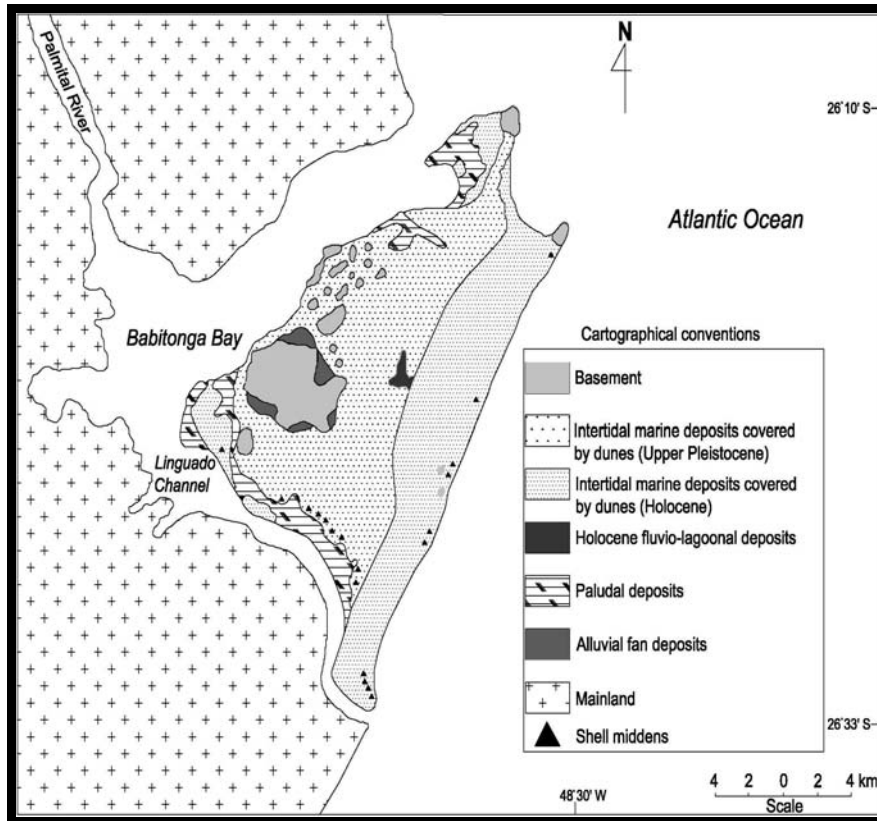 Palmital River
N
26°10' S
Atlantic Ocean
Babitonga Bay
Linguado
Channel
Cartographical conventions
Basement
Intertidal marine deposits covered
by dunes (Upper Pleistocene)
Intertidal marine deposits covered
by dunes (Holocene)
Holocene fluvio-lagoonal deposits
Paludal deposits
Alluvial fan deposits
Mainland
Shell middens
26°33' S
48°30' W
4 2 0 2 4 km
Scale